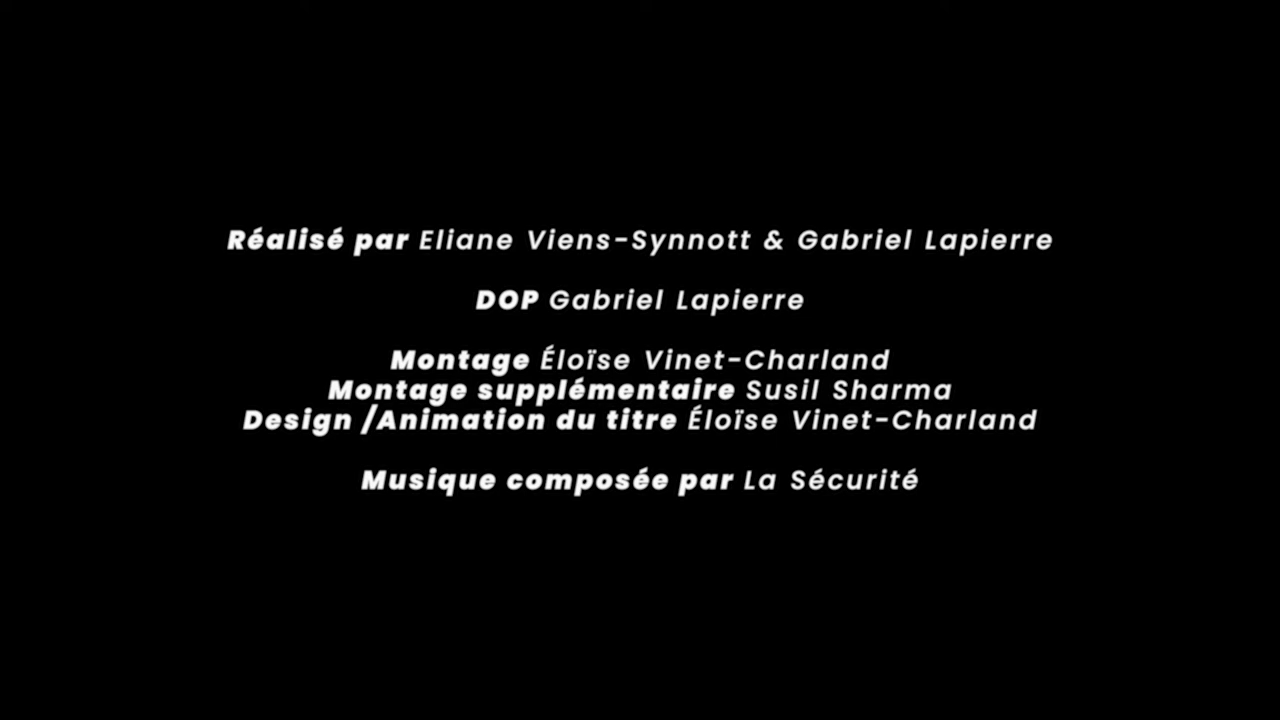 Réalisé par Eliane Viens-Synnott & Gabriel Lapierre
DOP Gabriel Lapierre
Montage Éloïse Vinet-Charland
Montage supplémentaire Susil Sharma
Design /Animation du titre Éloïse Vinet-Charland
Musique composée par La Sécurité